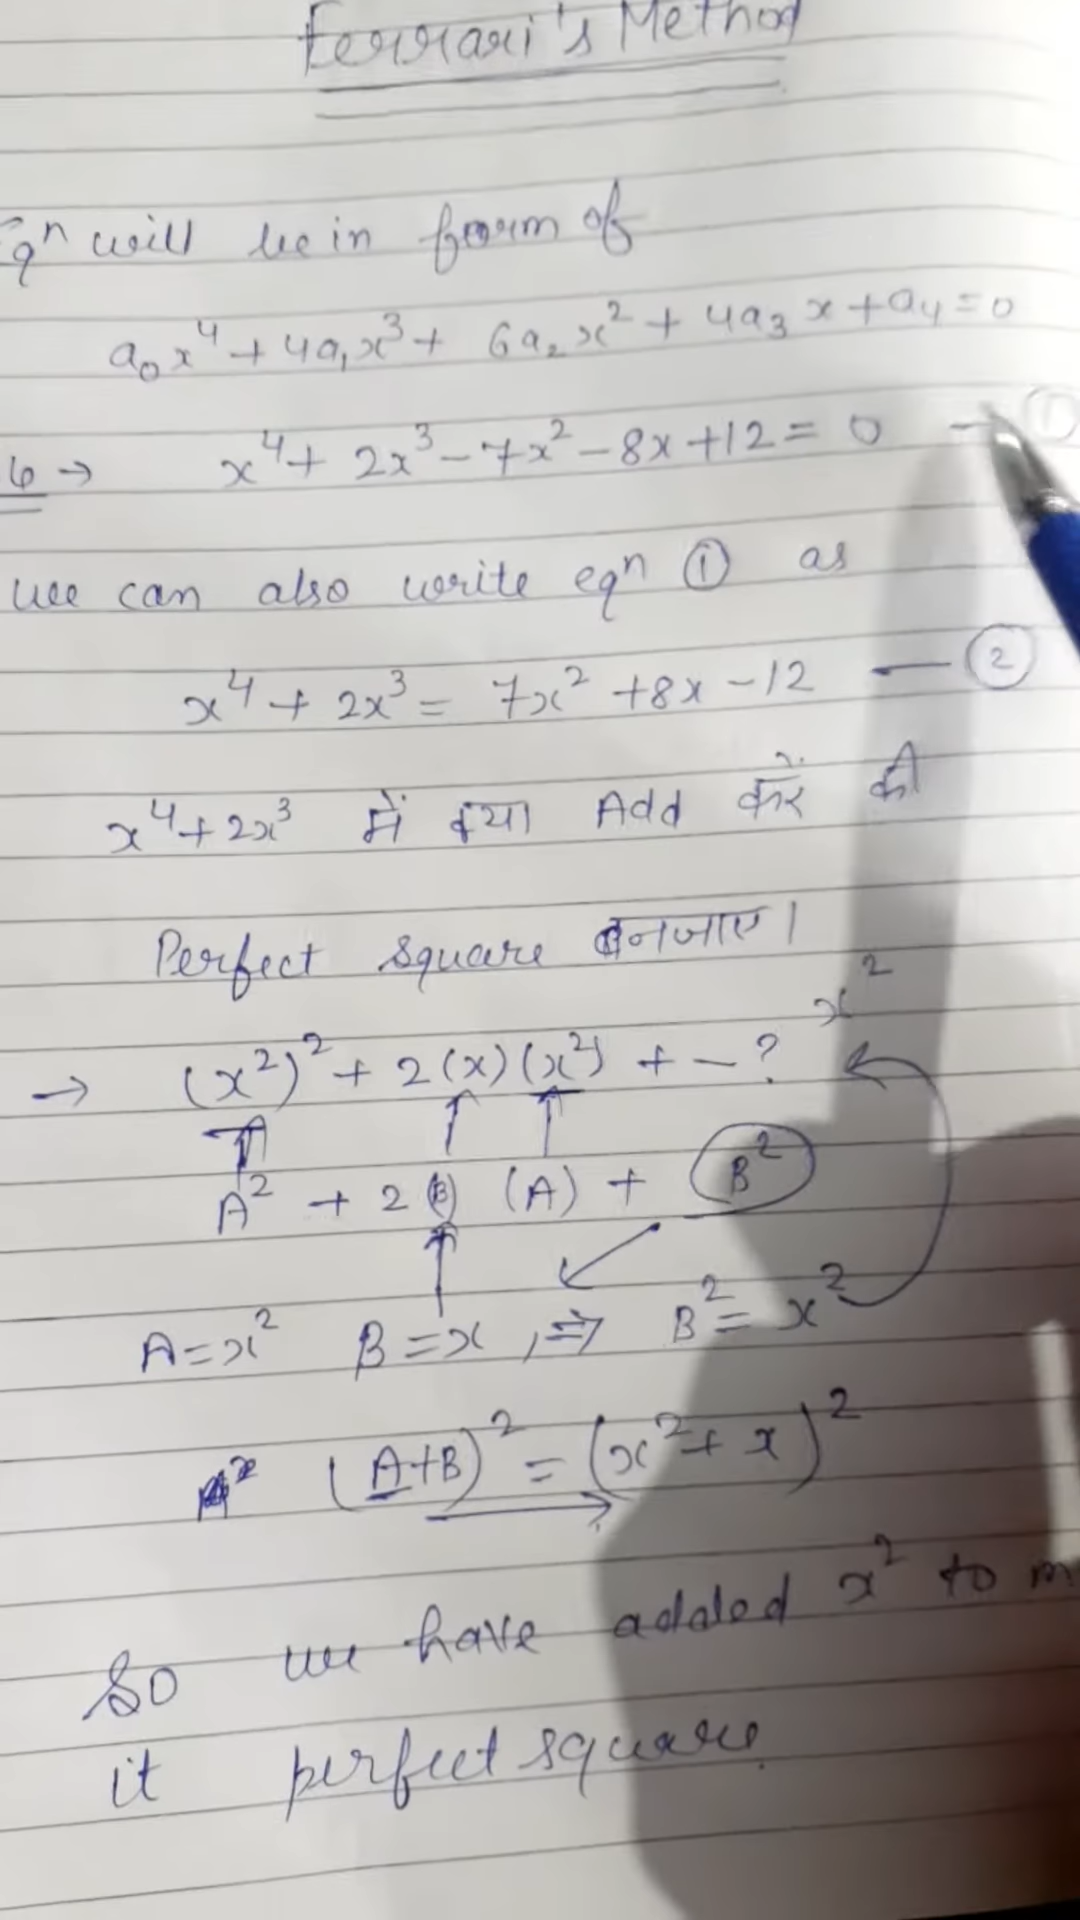 Ferrari's Method
Eqⁿ will be in form of
a₀x⁴ + 4a₁x³ + 6a₂x² + 4a₃x + a₄ = 0
x⁴ + 2x³ - 7x² - 8x + 12 = 0 - ①
we can also write eqⁿ ① as
x⁴ + 2x³ = 7x² + 8x - 12 — ②
x⁴ + 2x³ में क्या Add करें की
Perfect square बनजाए।
→ (x²)² + 2(x)(x²) + - ? x²
A² + 2(B) (A) + B²
A = x² B = x , ⇒ B² = x²
(A+B)² = (x² + x)²
So we have added x² to
it perfect square.